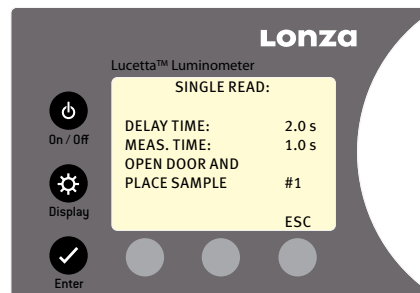 Lonza
Lucetta™ Luminometer
SINGLE READ:
DELAY TIME: 2.0 s
MEAS. TIME: 1.0 s
OPEN DOOR AND
PLACE SAMPLE #1
ESC
On / Off
Display
Enter